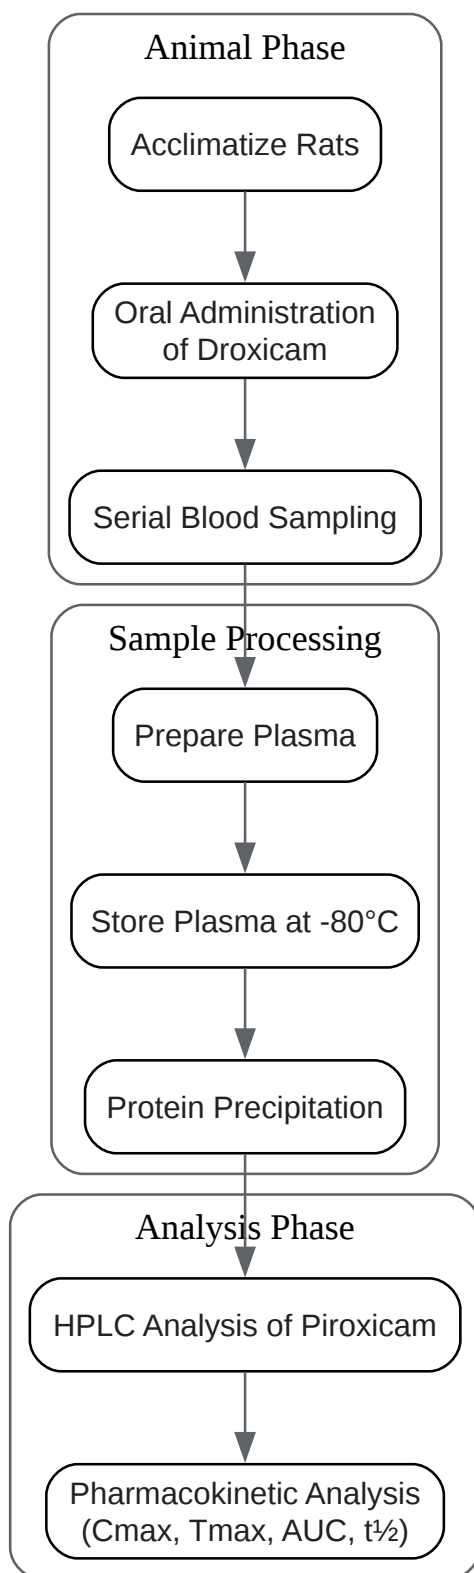 Animal Phase
Acclimatize Rats
Oral Administration
of Droxicam
Serial Blood Sampling
Sample Processing
Prepare Plasma
Store Plasma at -80°C
Protein Precipitation
Analysis Phase
HPLC Analysis of Piroxicam
Pharmacokinetic Analysis
(Cmax, Tmax, AUC, t½)